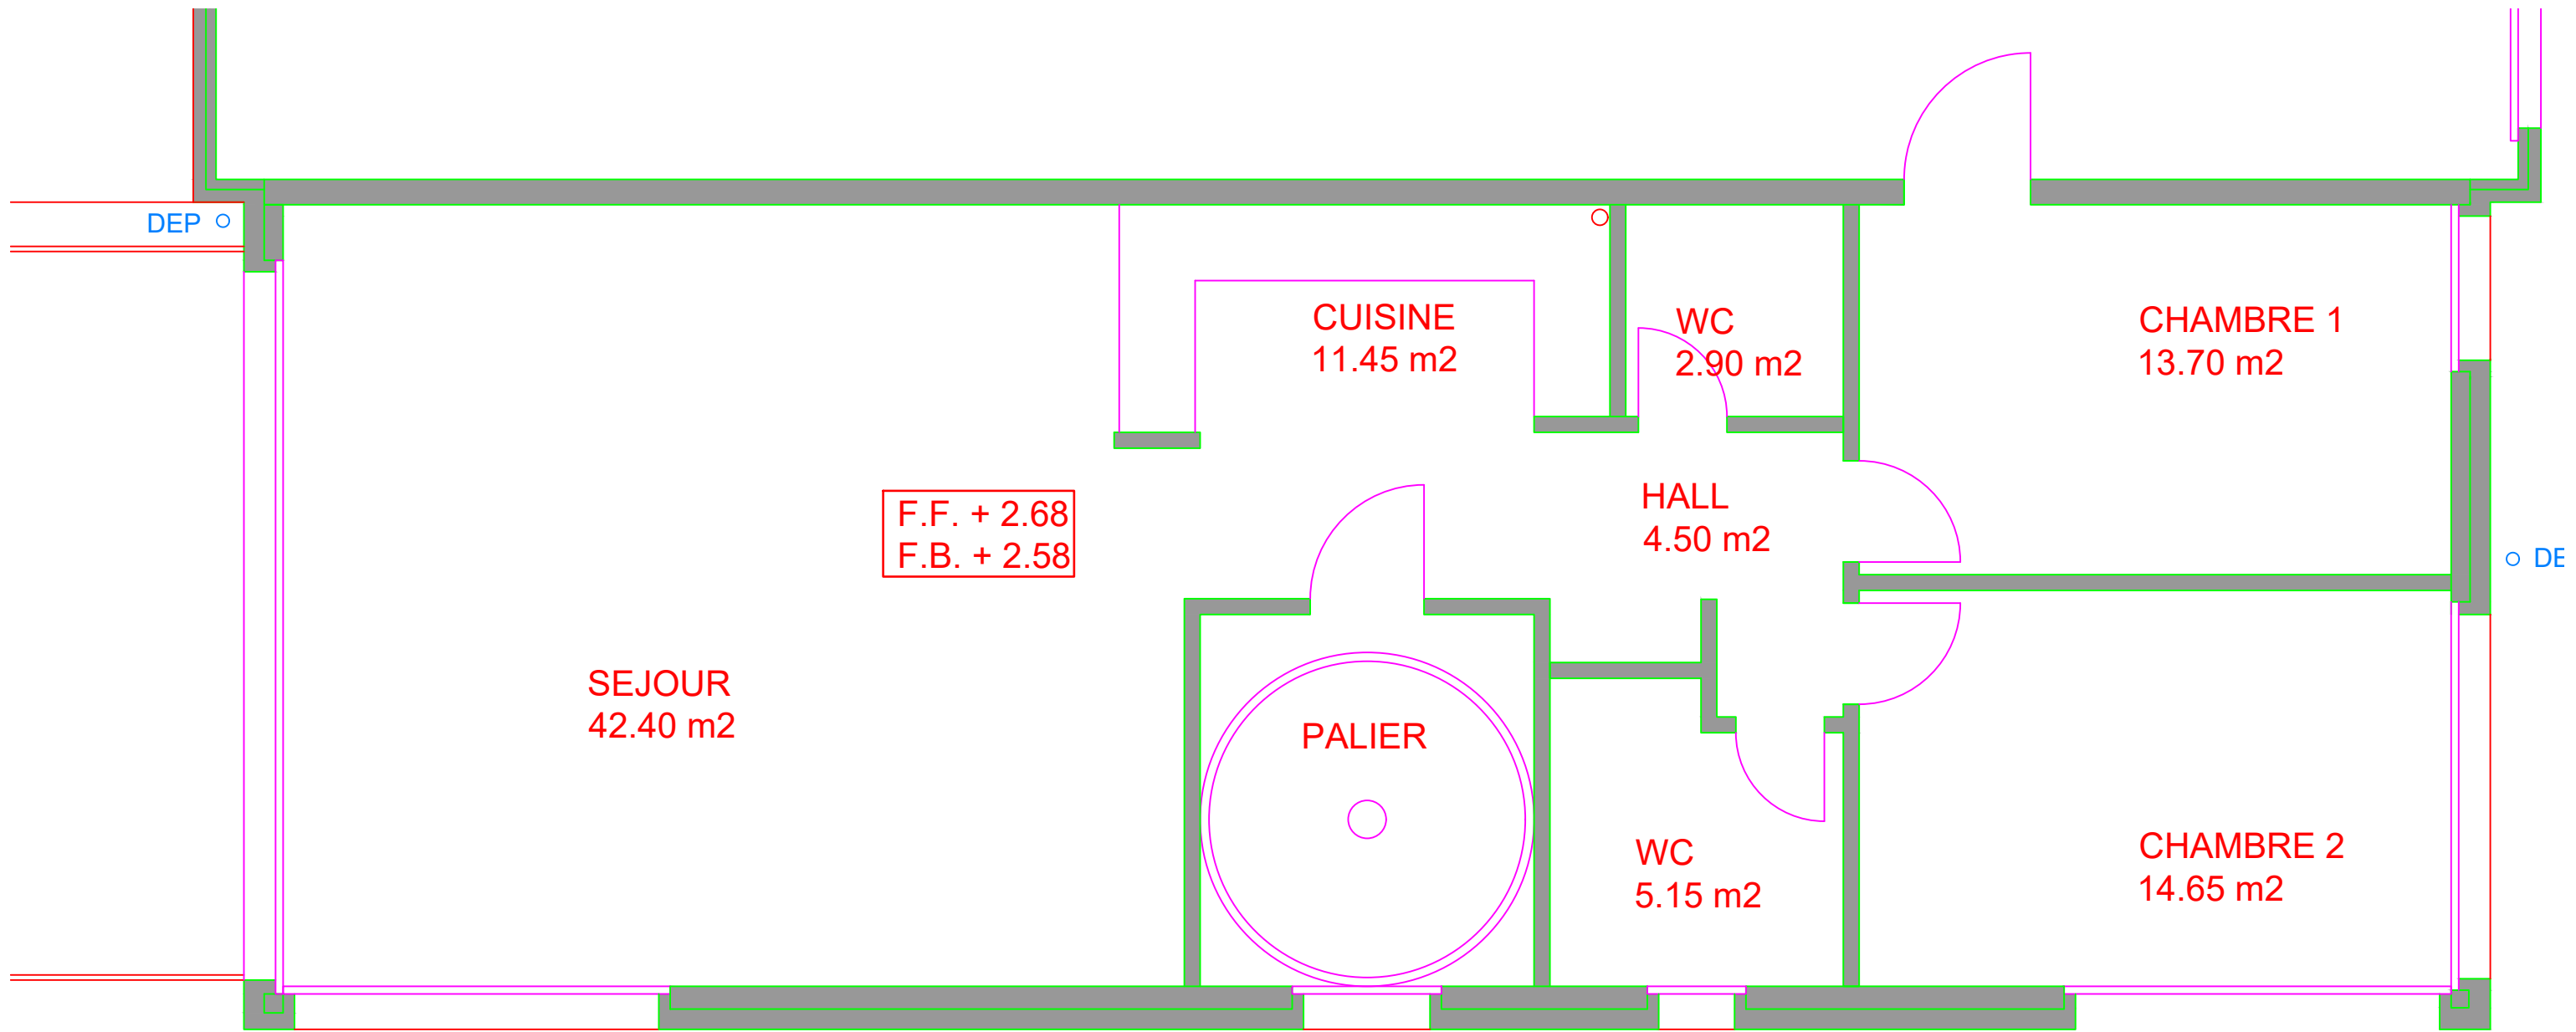 DEP
CUISINE
11.45 m2
WC
2.90 m2
CHAMBRE 1
13.70 m2
F.F. + 2.68
F.B. + 2.58
HALL
4.50 m2
DE
SEJOUR
42.40 m2
PALIER
WC
5.15 m2
CHAMBRE 2
14.65 m2